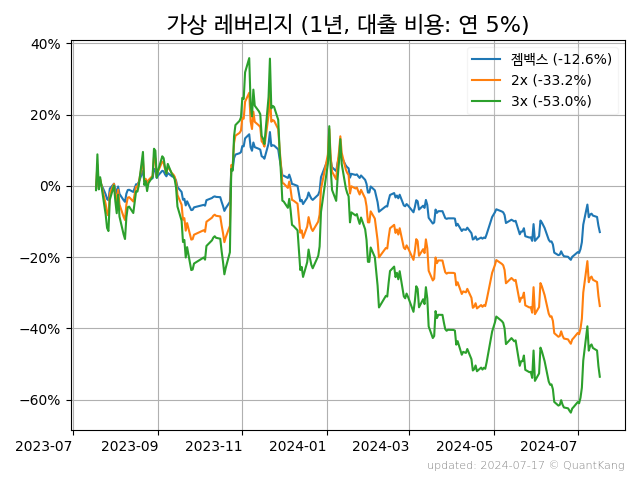 가상 레버리지 (1년, 대출 비용: 연 5%)
40%
20%
0%
−20%
−40%
−60%
젬백스 (-12.6%)
2x (-33.2%)
3x (-53.0%)
2023-07 2023-09 2023-11 2024-01 2024-03 2024-05 2024-07
updated: 2024-07-17 © QuantKang